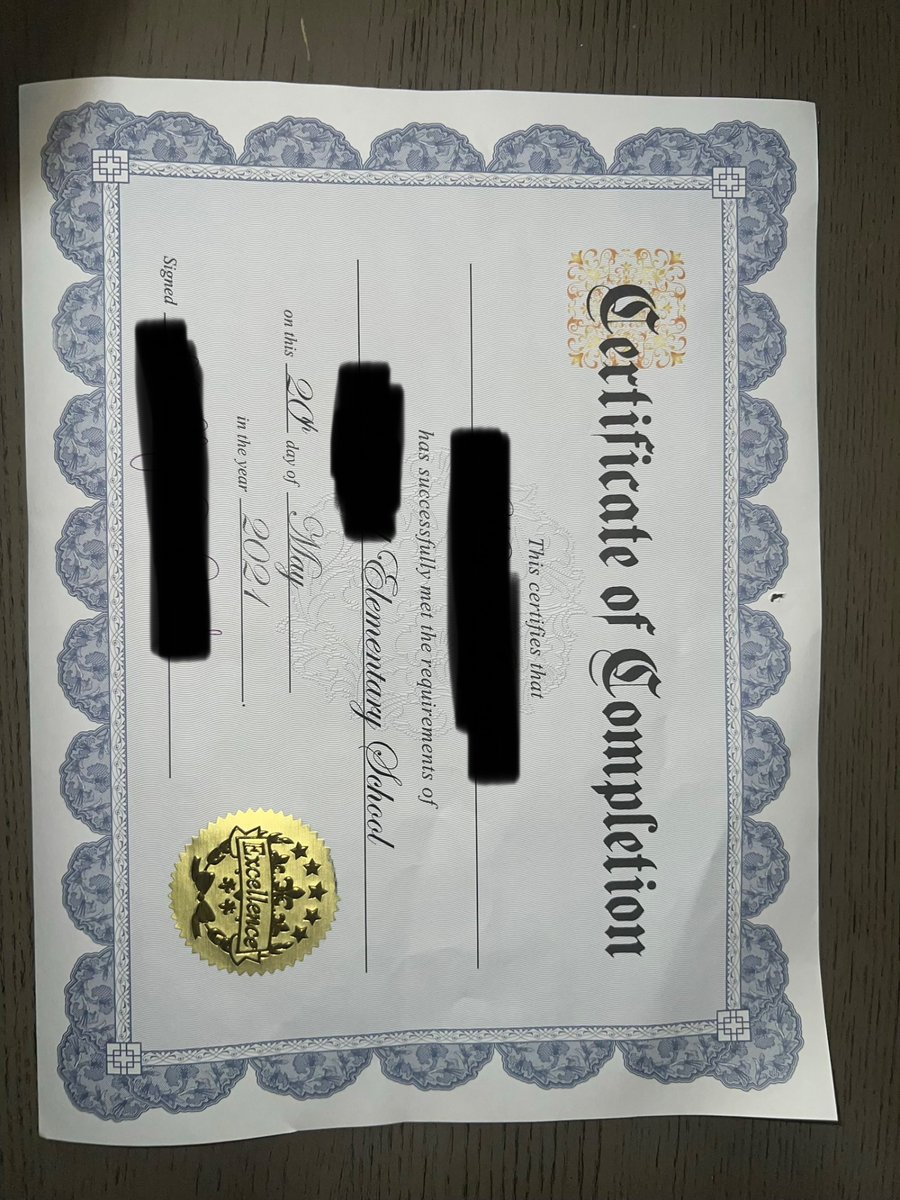 Certificate of Completion
This certifies that
has successfully met the requirements of
Elementary School
on this 20th day of May
in the year 2021.
Signed
Excellence